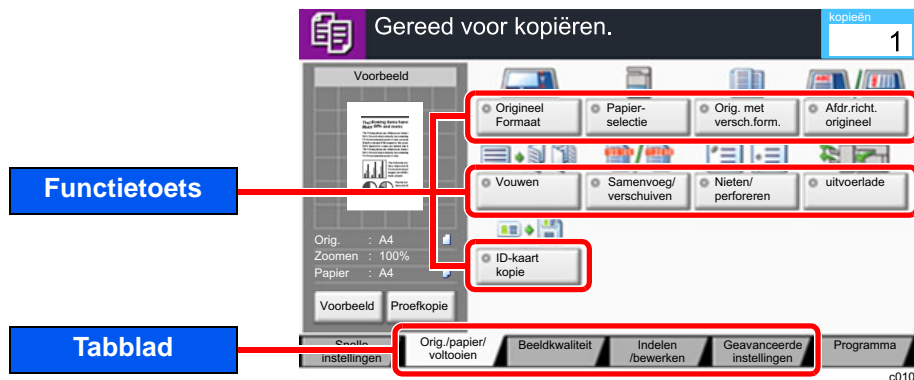 Gereed voor kopiëren.
kopieën
1
Voorbeeld
Origineel
Formaat
Papier-
selectie
Orig. met
versch.form.
Afdr.richt.
origineel
Functietoets
Vouwen
Samenvoeg/
verschuiven
Nieten/
perforeren
uitvoerlade
Orig. : A4
Zoomen : 100%
Papier : A4
ID-kaart
kopie
Voorbeeld
Proefkopie
Tabblad
Snelle
instellingen
Orig./papier/
voltooien
Beeldkwaliteit
Indelen
/bewerken
Geavanceerde
instellingen
Programma
c010